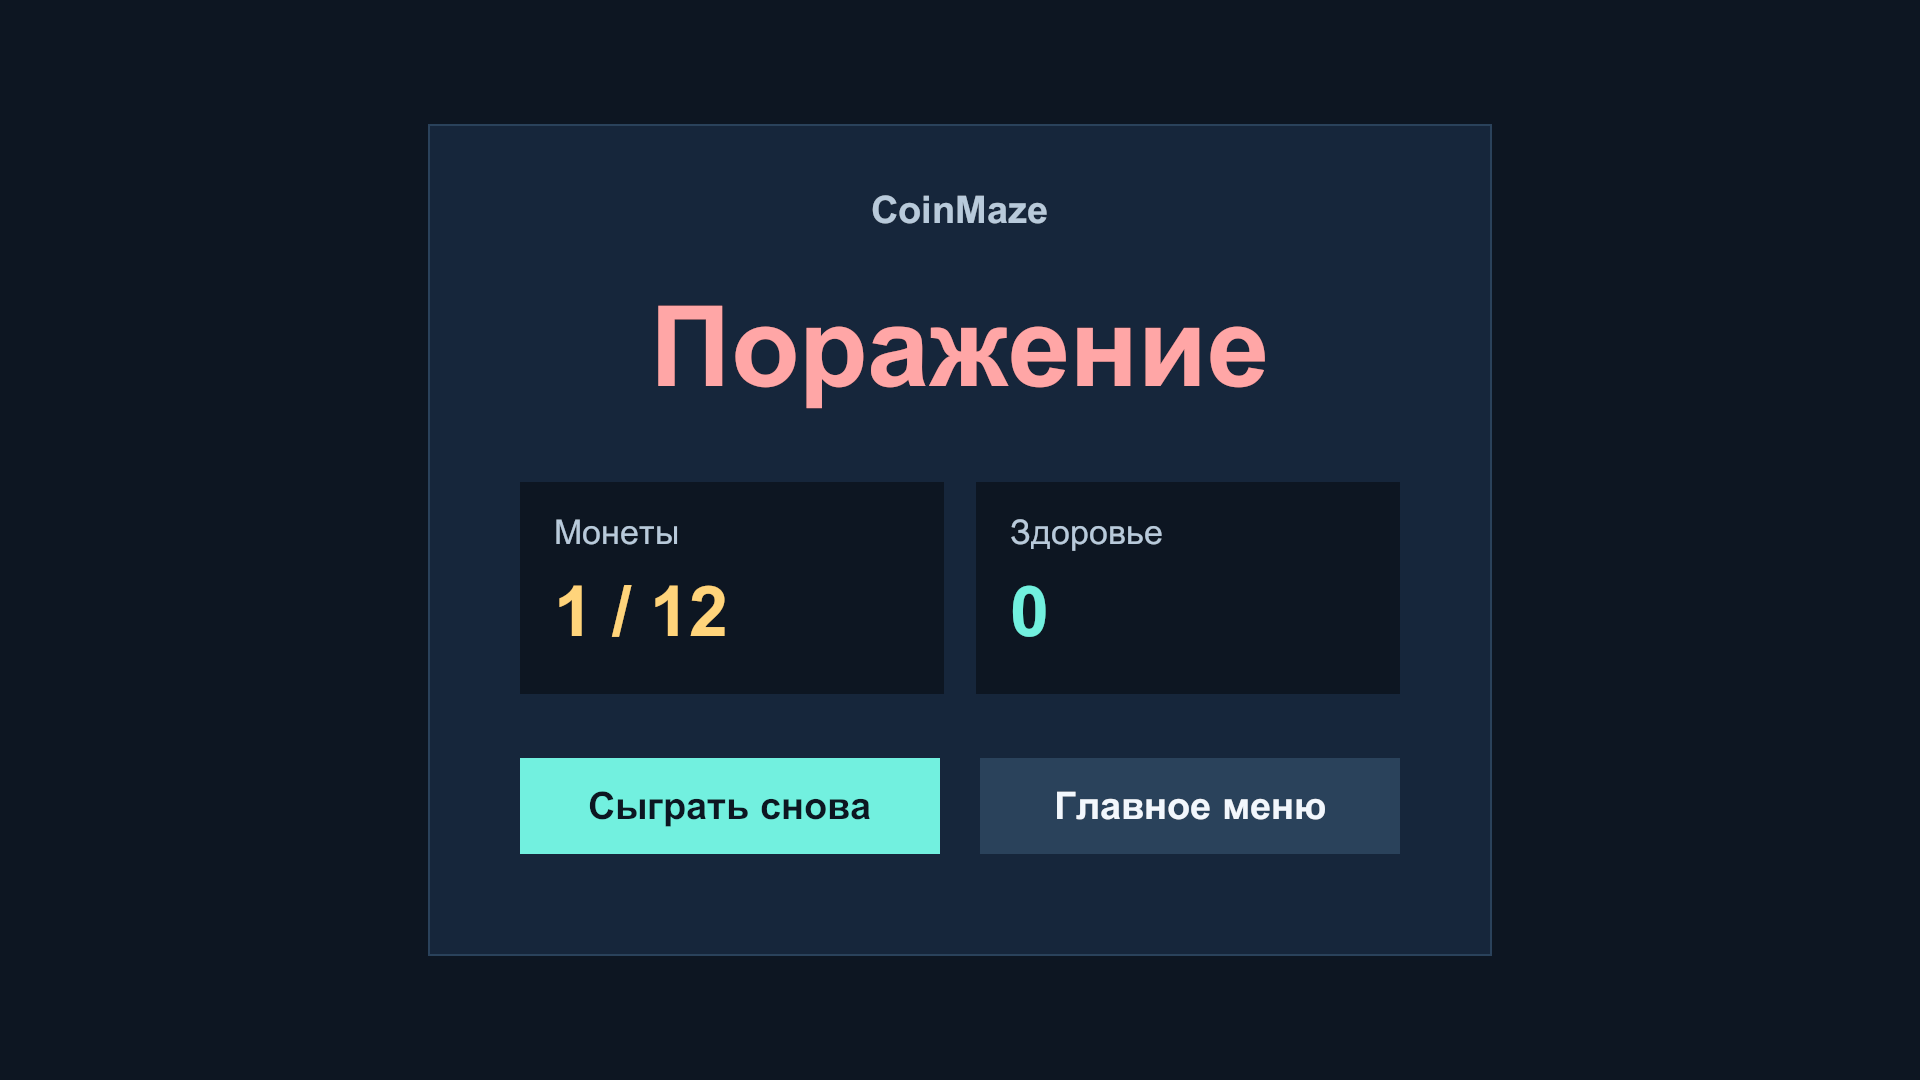 CoinMaze
Поражение
Монеты
1 / 12
Здоровье
0
Сыграть снова
Главное меню